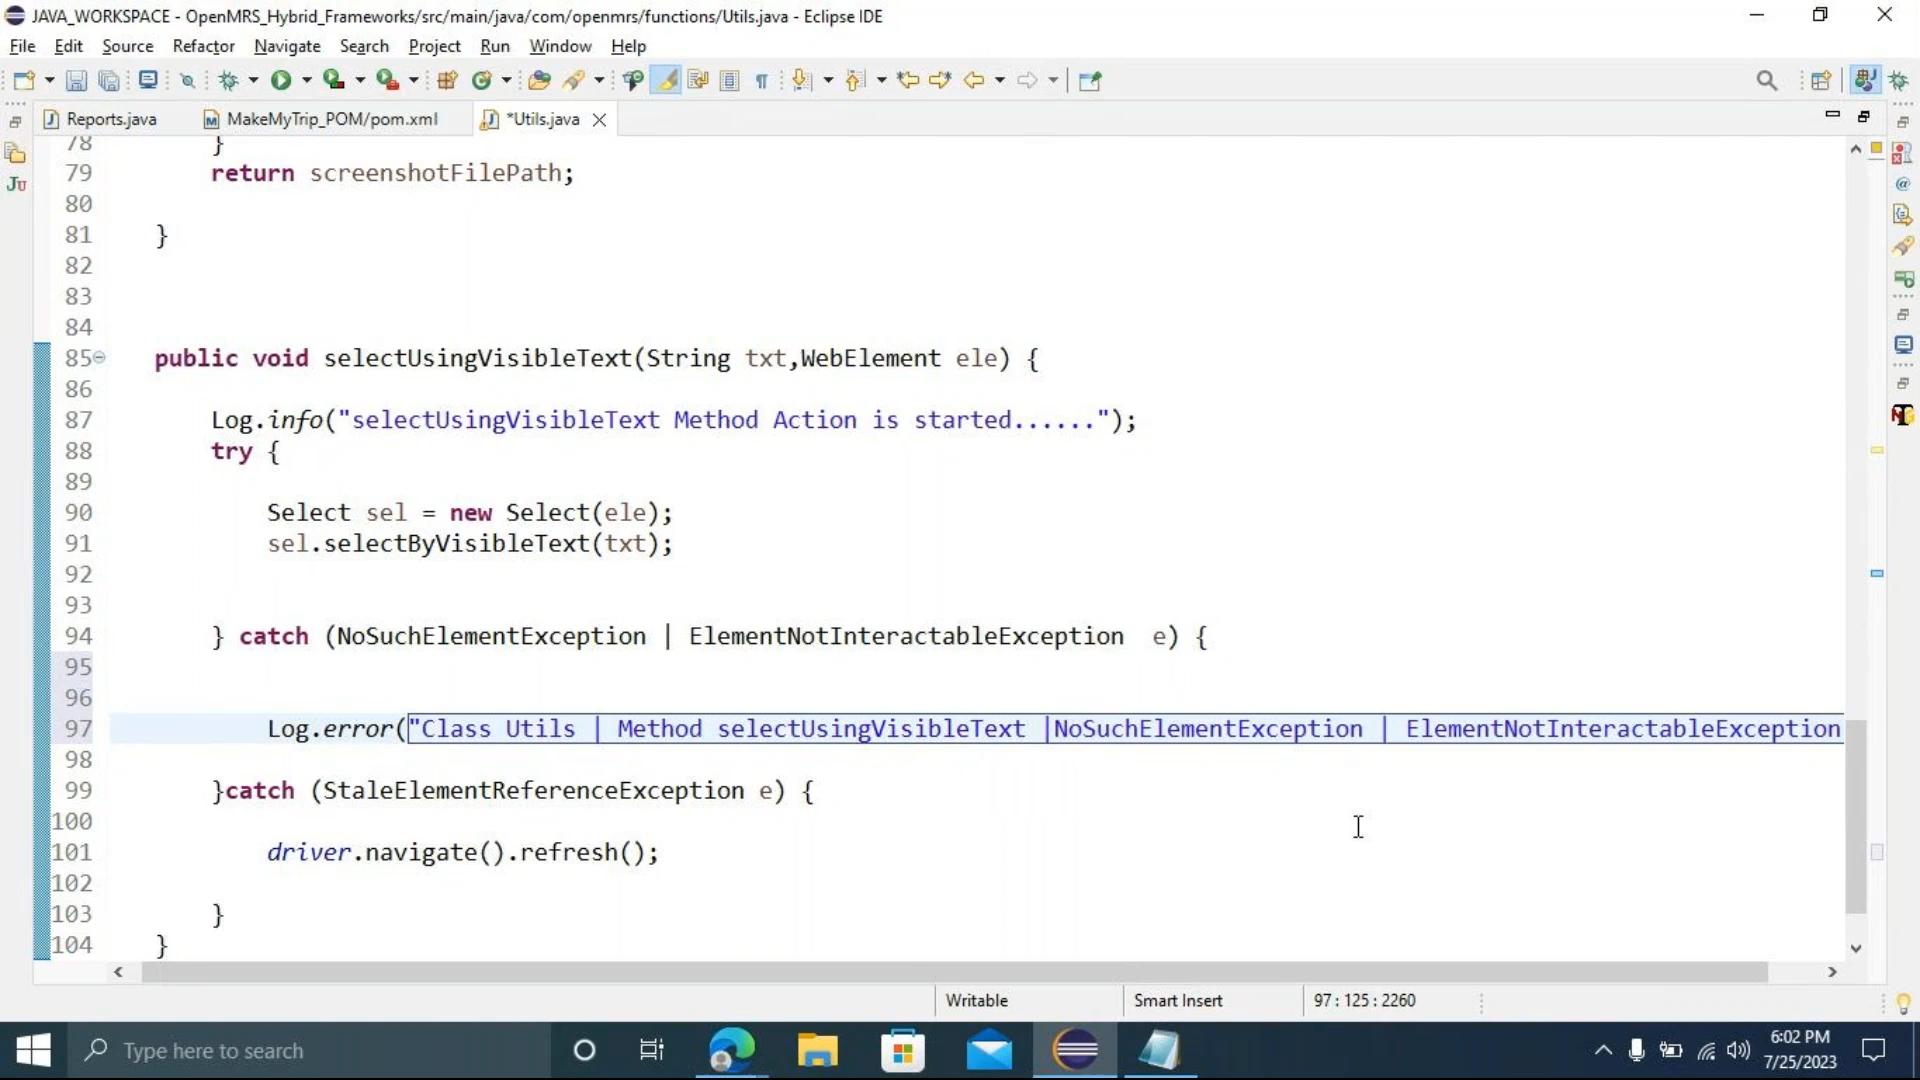 JAVA_WORKSPACE - OpenMRS_Hybrid_Frameworks/src/main/java/com/openmrs/functions/Utils.java - Eclipse IDE
File Edit Source Refactor Navigate Search Project Run Window Help
Reports.java MakeMyTrip_POM/pom.xml *Utils.java
78 }
79 return screenshotFilePath;
80
81 }
82
83
84
85 public void selectUsingVisibleText(String txt,WebElement ele) {
86
87 Log.info("selectUsingVisibleText Method Action is started......");
88 try {
89
90 Select sel = new Select(ele);
91 sel.selectByVisibleText(txt);
92
93
94 } catch (NoSuchElementException | ElementNotInteractableException  e) {
95
96
97 Log.error("Class Utils | Method selectUsingVisibleText |NoSuchElementException | ElementNotInteractableException
98
99 }catch (StaleElementReferenceException e) {
100
101 driver.navigate().refresh();
102
103 }
104 }
Writable Smart Insert 97 : 125 : 2260
Type here to search
6:02 PM
7/25/2023